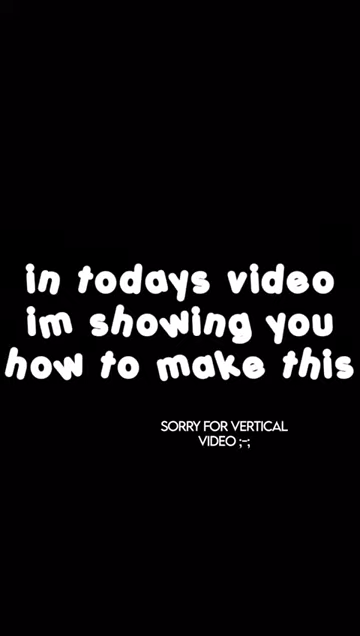 in todays video
im showing you
how to make this
SORRY FOR VERTICAL
VIDEO ;-;